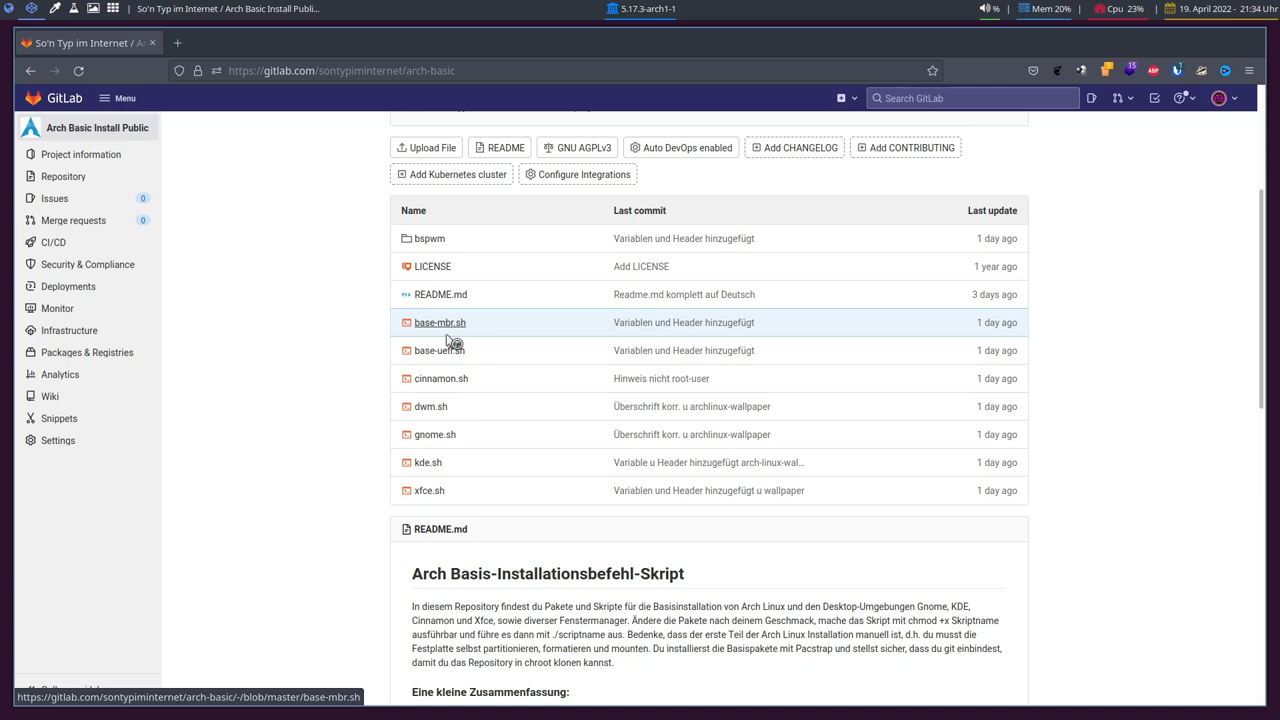 So'n Typ im Internet / Arch Basic Install Publi...
5.17.3-arch1-1
% | Mem 20% | Cpu 23% | 19. April 2022 - 21:34 Uhr
So'n Typ im Internet / Ar
https://gitlab.com/sontypiminternet/arch-basic
15
ABP
GitLab
Menu
Search GitLab
Arch Basic Install Public
Project information
Repository
Issues 0
Merge requests 0
CI/CD
Security & Compliance
Deployments
Monitor
Infrastructure
Packages & Registries
Analytics
Wiki
Snippets
Settings
Upload File README GNU AGPLv3 Auto DevOps enabled Add CHANGELOG Add CONTRIBUTING
Add Kubernetes cluster Configure Integrations
Name Last commit Last update
bspwm Variablen und Header hinzugefügt 1 day ago
LICENSE Add LICENSE 1 year ago
README.md Readme.md komplett auf Deutsch 3 days ago
base-mbr.sh Variablen und Header hinzugefügt 1 day ago
base-uefi.sh Variablen und Header hinzugefügt 1 day ago
cinnamon.sh Hinweis nicht root-user 1 day ago
dwm.sh Überschrift korr. u archlinux-wallpaper 1 day ago
gnome.sh Überschrift korr. u archlinux-wallpaper 1 day ago
kde.sh Variable u Header hinzugefügt arch-linux-wal... 1 day ago
xfce.sh Variablen und Header hinzugefügt u wallpaper 1 day ago
README.md
Arch Basis-Installationsbefehl-Skript
In diesem Repository findest du Pakete und Skripte für die Basisinstallation von Arch Linux und den Desktop-Umgebungen Gnome, KDE,
Cinnamon und Xfce, sowie diverser Fenstermanager. Ändere die Pakete nach deinem Geschmack, mache das Skript mit chmod +x Skriptname
ausführbar und führe es dann mit ./scriptname aus. Bedenke, dass der erste Teil der Arch Linux Installation manuell ist, d.h. du musst die
Festplatte selbst partitionieren, formatieren und mounten. Du installierst die Basispakete mit Pacstrap und stellst sicher, dass du git einbindest,
damit du das Repository in chroot klonen kannst.
Eine kleine Zusammenfassung:
https://gitlab.com/sontypiminternet/arch-basic/-/blob/master/base-mbr.sh